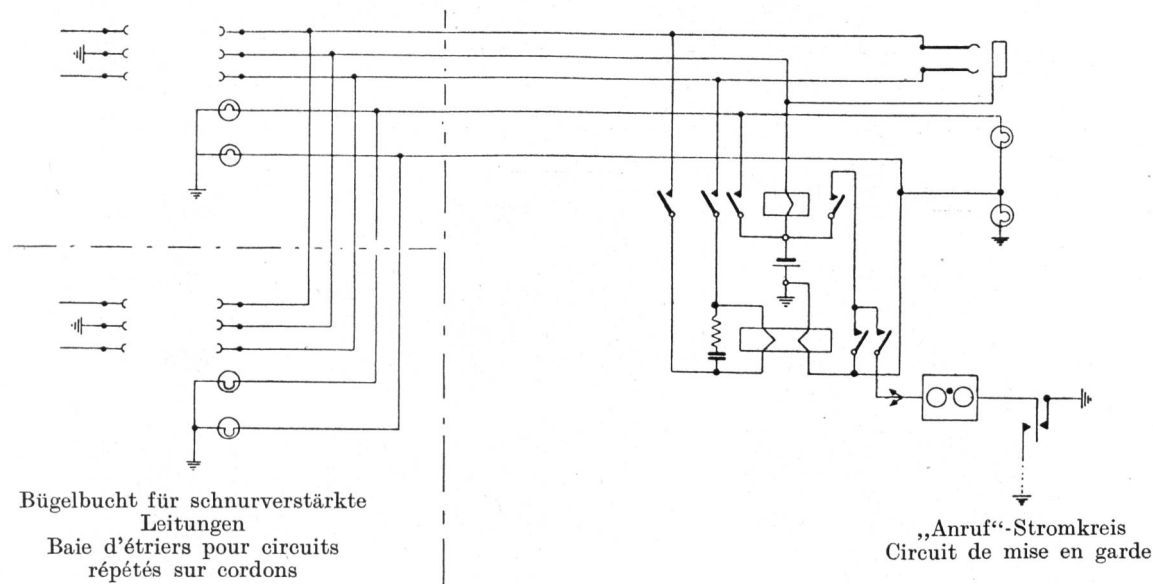 Bügelbucht für schnurverstärkte
Leitungen
Baie d'étriers pour circuits
répétés sur cordons
„Anruf“-Stromkreis
Circuit de mise en garde